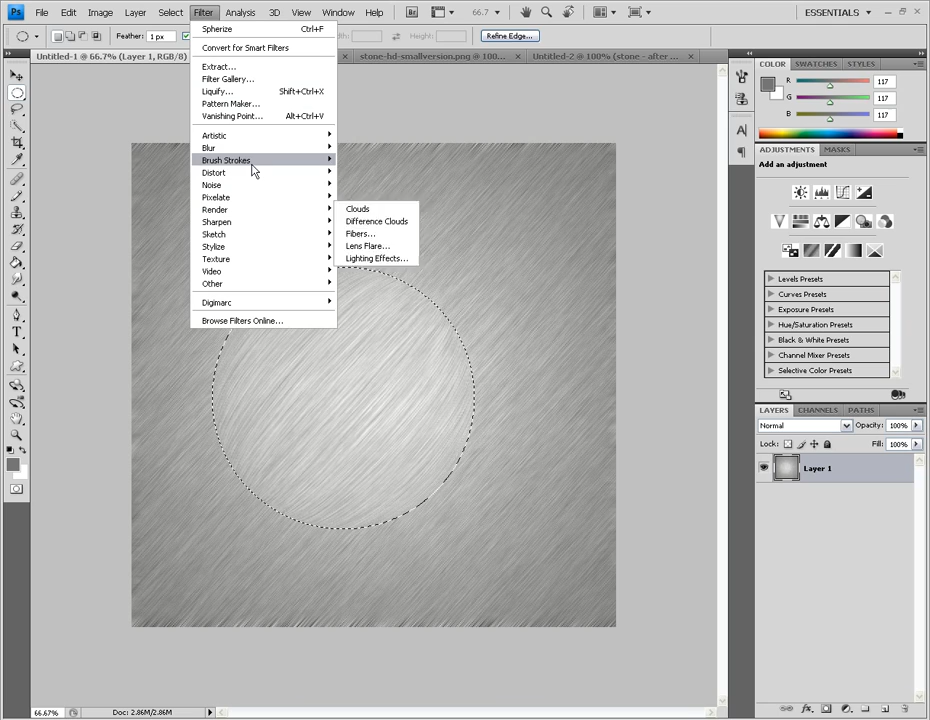 Ps File Edit Image Layer Select Filter Analysis 3D View Window Help Br 66.7 ESSENTIALS
Feather: 1 px Width: Height: Refine Edge...
Untitled-1 @ 66.7% (Layer 1, RGB/8) stone-hd-smallversion.png @ 100... × Untitled-2 @ 100% (stone - after ... ×
Spherize Ctrl+F
Convert for Smart Filters
Extract...
Filter Gallery...
Liquify... Shift+Ctrl+X
Pattern Maker...
Vanishing Point... Alt+Ctrl+V
Artistic
Blur
Brush Strokes
Distort
Noise
Pixelate
Render
Sharpen
Sketch
Stylize
Texture
Video
Other
Digimarc
Browse Filters Online...
Clouds
Difference Clouds
Fibers...
Lens Flare...
Lighting Effects...
COLOR SWATCHES STYLES
R 117
G 117
B 117
ADJUSTMENTS MASKS
Add an adjustment
Levels Presets
Curves Presets
Exposure Presets
Hue/Saturation Presets
Black & White Presets
Channel Mixer Presets
Selective Color Presets
LAYERS CHANNELS PATHS
Normal Opacity: 100%
Lock: Fill: 100%
Layer 1
66.67% Doc: 2.86M/2.86M